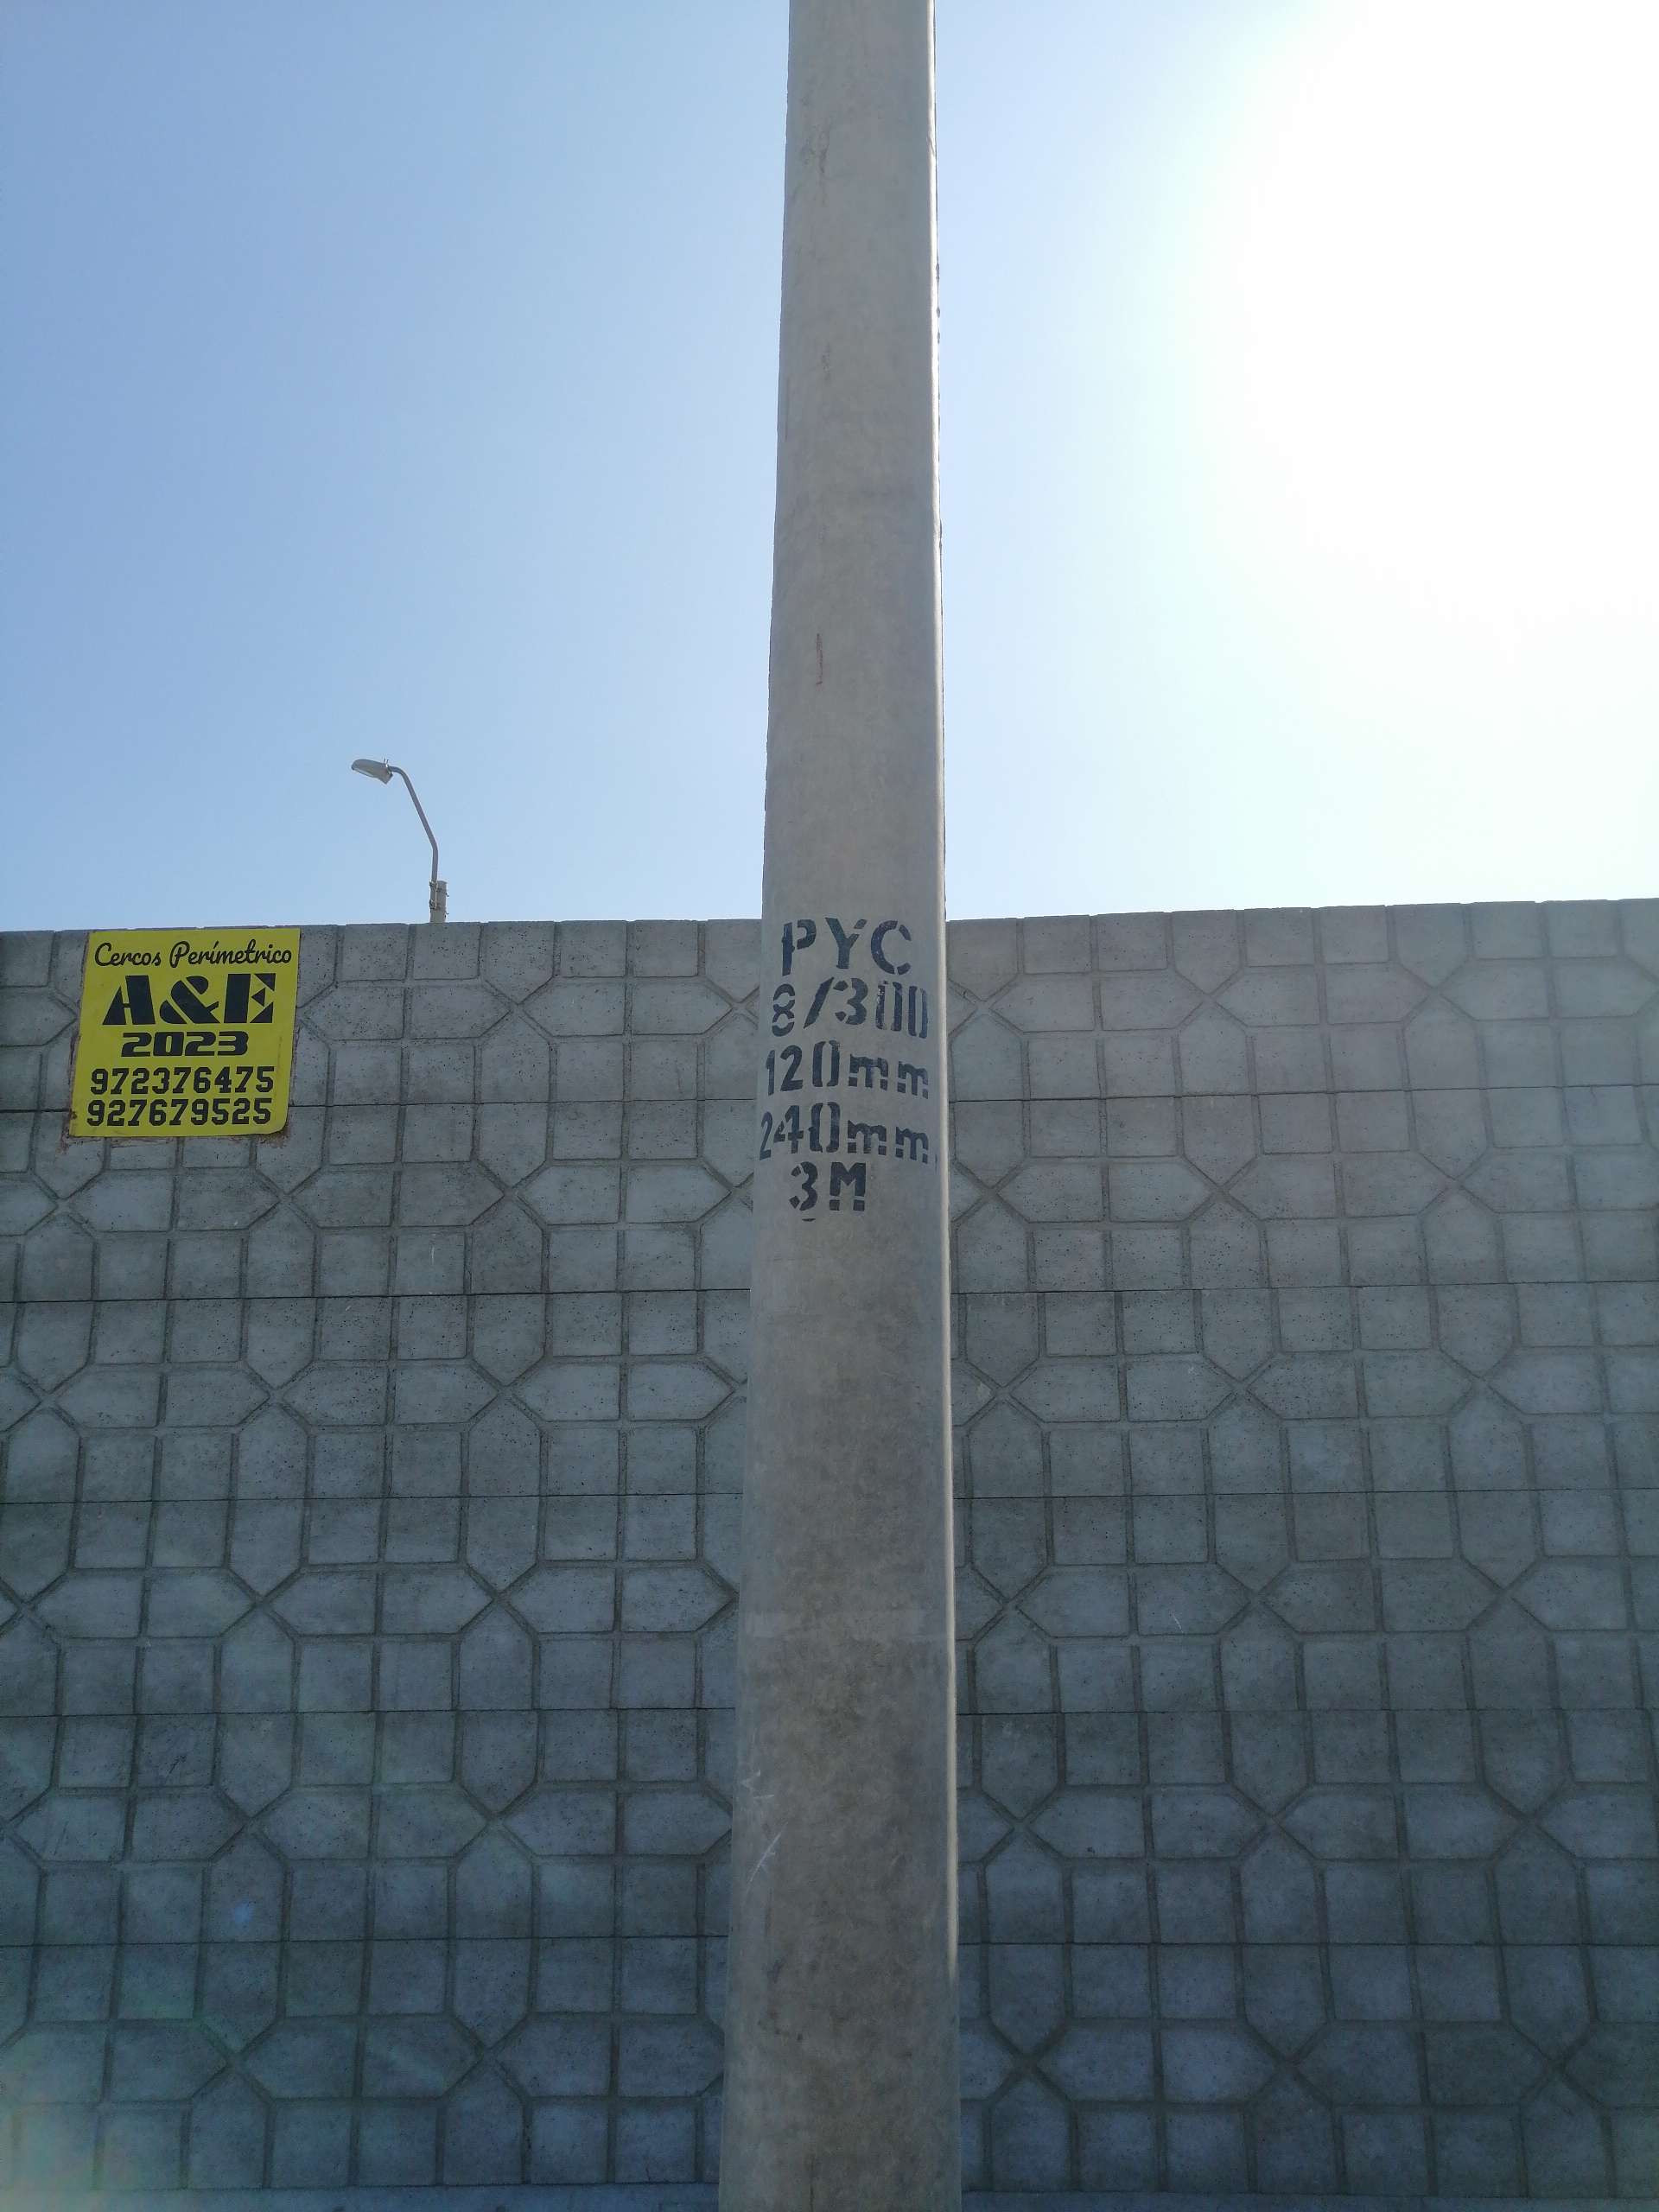 Cercos Perímetrico
A&E
2023
972376475
927679525
PYC
8/300
120mm
240mm
3M